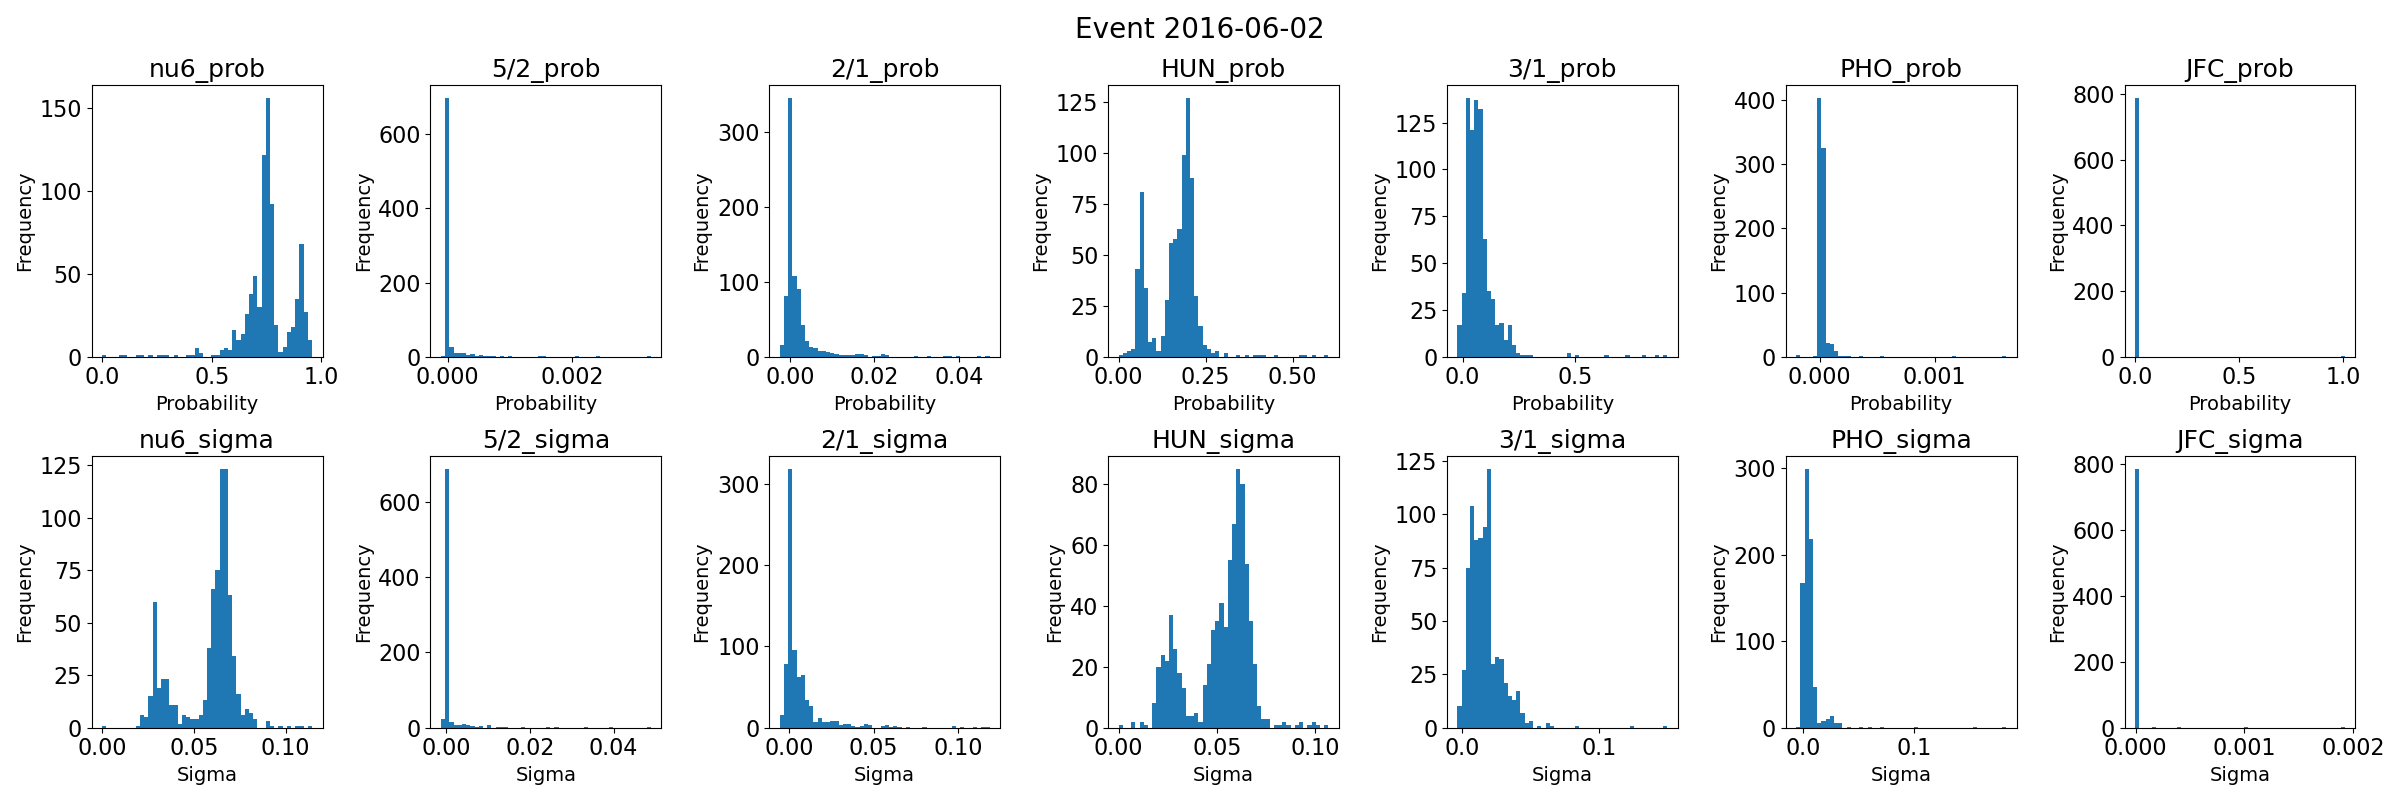 Event 2016-06-02
nu6_prob
Frequency
150
100
50
0
0.0 0.5 1.0
Probability
5/2_prob
Frequency
600
400
200
0
0.000 0.002
Probability
2/1_prob
Frequency
300
200
100
0
0.00 0.02 0.04
Probability
HUN_prob
Frequency
125
100
75
50
25
0
0.00 0.25 0.50
Probability
3/1_prob
Frequency
125
100
75
50
25
0
0.0 0.5
Probability
PHO_prob
Frequency
400
300
200
100
0
0.000 0.001
Probability
JFC_prob
Frequency
800
600
400
200
0
0.0 0.5 1.0
Probability
nu6_sigma
Frequency
125
100
75
50
25
0
0.00 0.05 0.10
Sigma
5/2_sigma
Frequency
600
400
200
0
0.00 0.02 0.04
Sigma
2/1_sigma
Frequency
300
200
100
0
0.00 0.05 0.10
Sigma
HUN_sigma
Frequency
80
60
40
20
0
0.00 0.05 0.10
Sigma
3/1_sigma
Frequency
125
100
75
50
25
0
0.0 0.1
Sigma
PHO_sigma
Frequency
300
200
100
0
0.0 0.1
Sigma
JFC_sigma
Frequency
800
600
400
200
0
0.000 0.001 0.002
Sigma